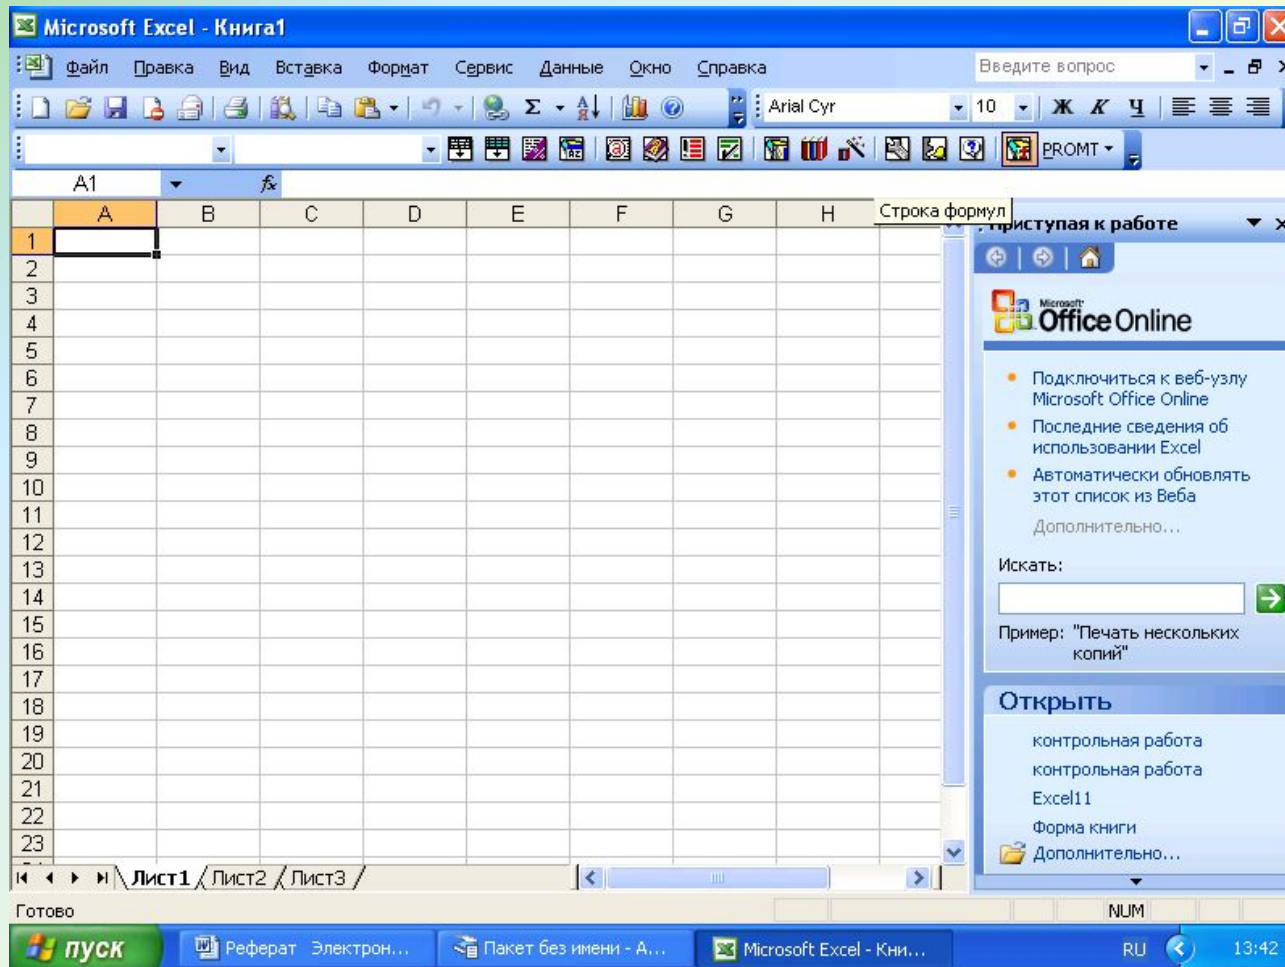 Microsoft Excel - Книга1
Файл Правка Вид Вставка Формат Сервис Данные Окно Справка Введите вопрос
Arial Cyr 10 Ж К Ч
PROMT
A1 fx
Строка формул
A B C D E F G H
Приступая к работе
1
2
3
4
5
6
7
8
9
10
11
12
13
14
15
16
17
18
19
20
21
22
23
Microsoft
Office Online
Подключиться к веб-узлу
Microsoft Office Online
Последние сведения об
использовании Excel
Автоматически обновлять
этот список из Веба
Дополнительно...
Искать:
Пример: "Печать нескольких
копий"
Открыть
контрольная работа
контрольная работа
Excel11
Форма книги
Дополнительно...
Лист1 Лист2 Лист3
Готово NUM
пуск Реферат Электрон... Пакет без имени - А... Microsoft Excel - Кни... RU 13:42